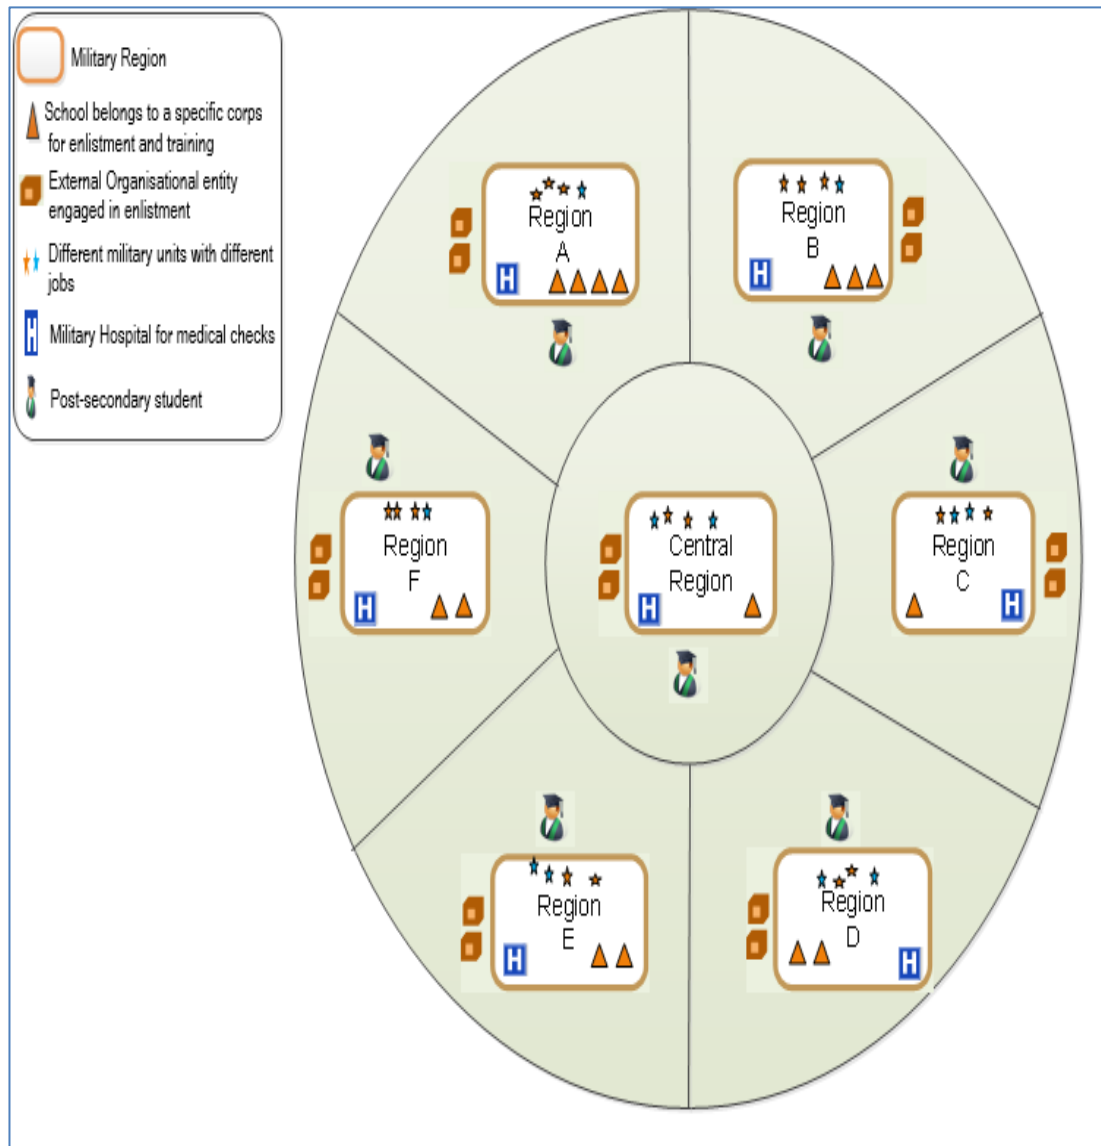 Military Region
School belongs to a specific corps
for enlistment and training
External Organisational entity
engaged in enlistment
Different military units with different
jobs
H
Military Hospital for medical checks
Post-secondary student
Region
A
H
Region
B
H
Region
F
H
Central
Region
H
Region
C
H
Region
E
H
Region
D
H